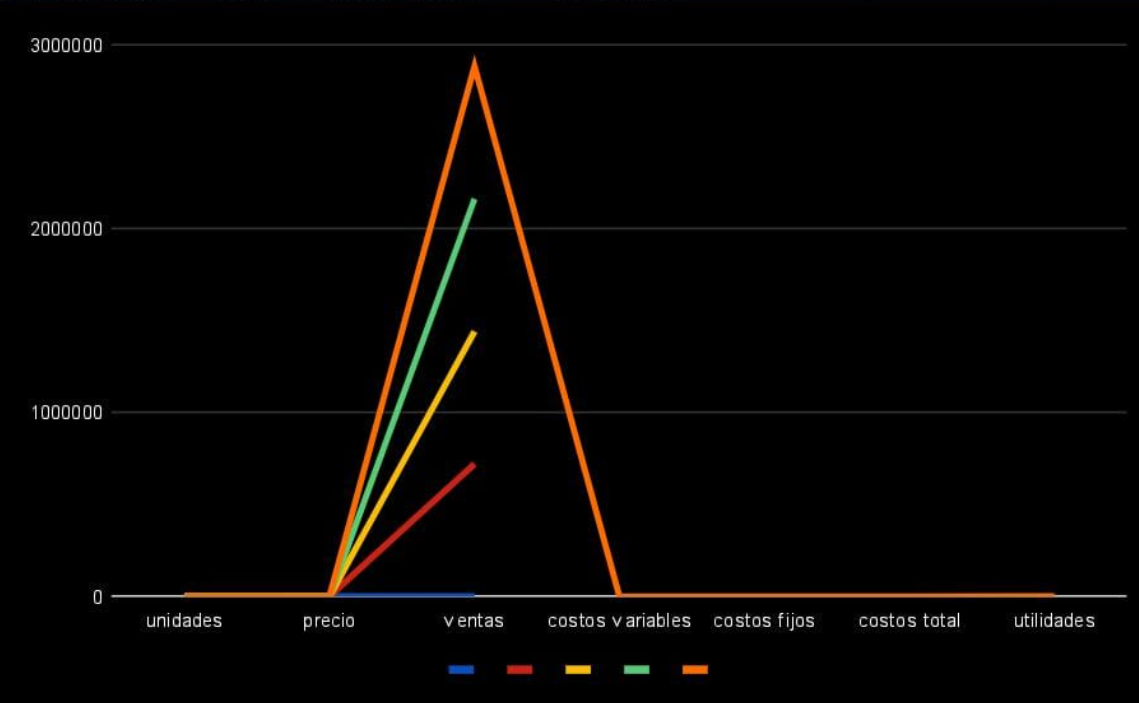 3000000
2000000
1000000
0
unidades precio ventas costos variables costos fijos costos total utilidades